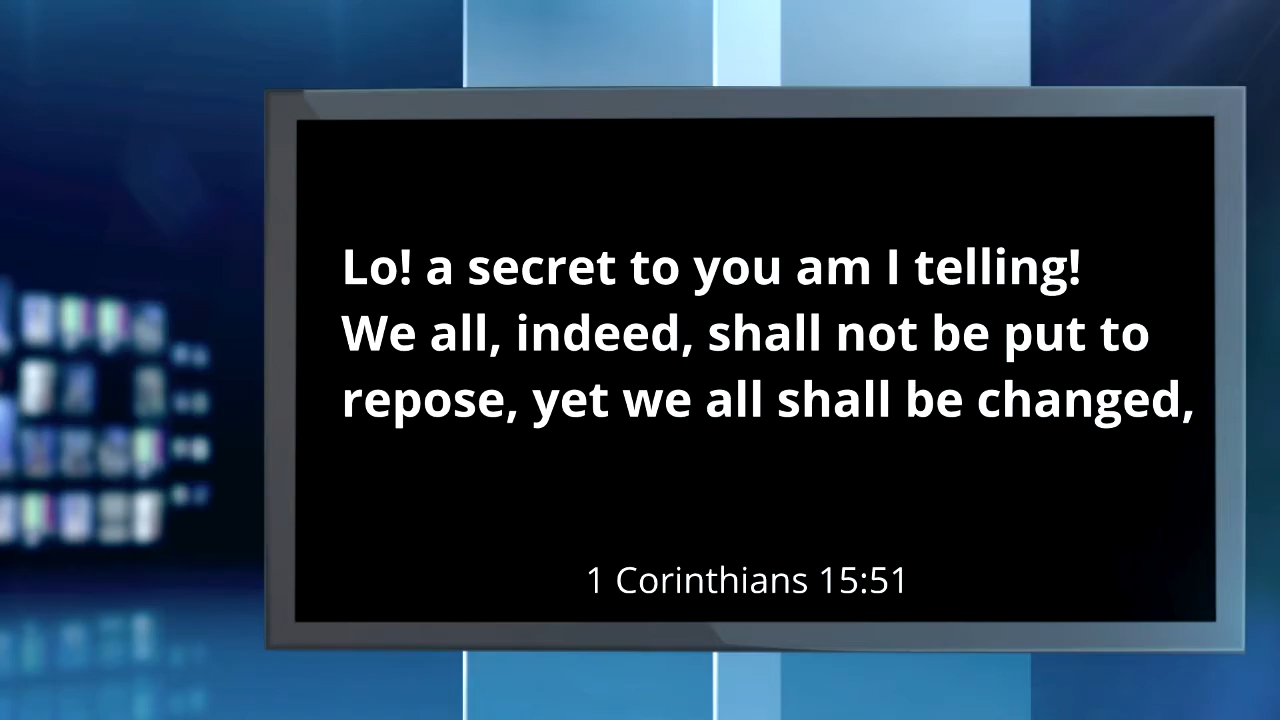 Lo! a secret to you am I telling!
We all, indeed, shall not be put to
repose, yet we all shall be changed,
1 Corinthians 15:51